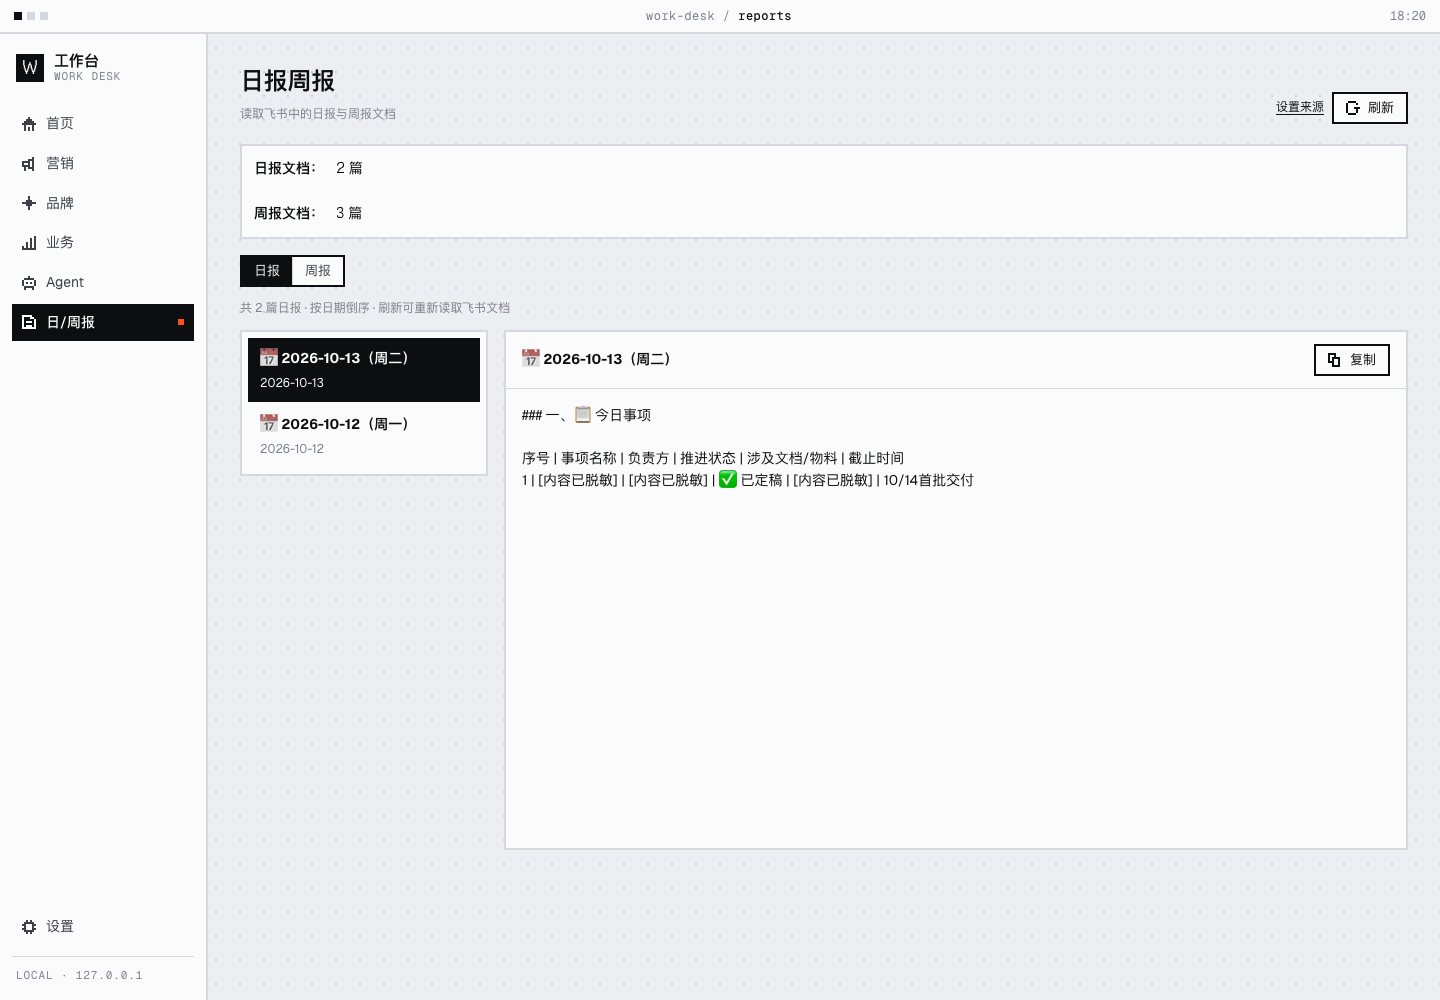 work-desk / reports
18:20
W
工作台
WORK DESK
首页
营销
品牌
业务
Agent
日/周报
设置
LOCAL · 127.0.0.1
日报周报
读取飞书中的日报与周报文档
设置来源
刷新
日报文档： 2 篇
周报文档： 3 篇
日报 周报
共 2 篇日报 · 按日期倒序 · 刷新可重新读取飞书文档
📅 2026-10-13（周二）
2026-10-13
📅 2026-10-12（周一）
2026-10-12
📅 2026-10-13（周二）
复制
### 一、📋 今日事项
序号 | 事项名称 | 负责方 | 推进状态 | 涉及文档/物料 | 截止时间
1 | [内容已脱敏] | [内容已脱敏] | ✅ 已定稿 | [内容已脱敏] | 10/14首批交付